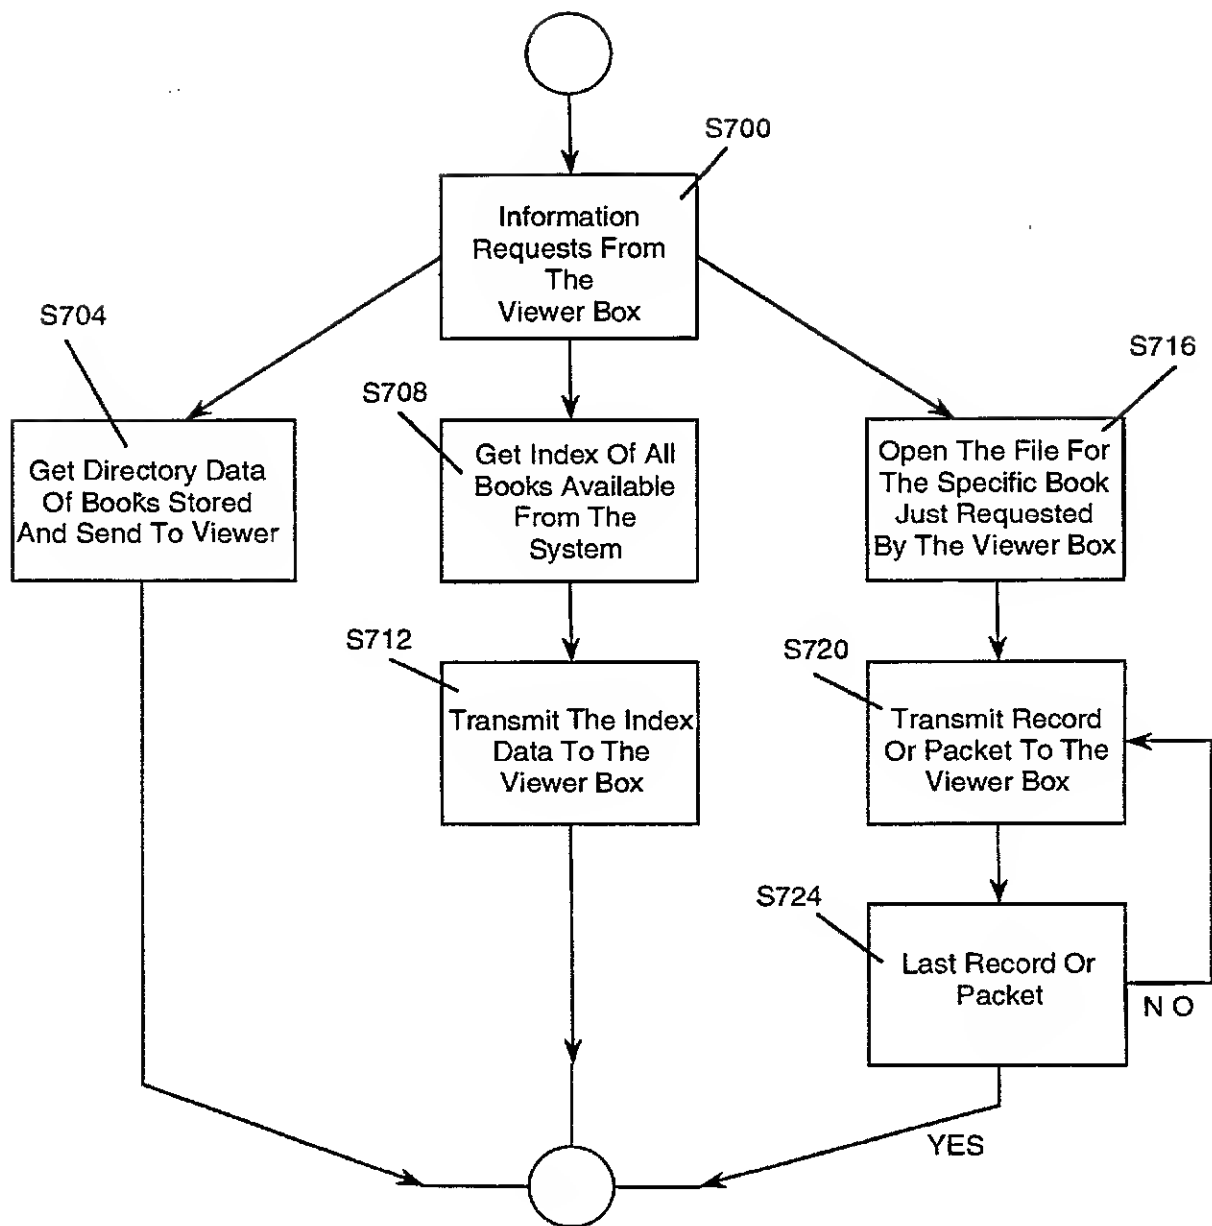 S700
Information
Requests From
The
Viewer Box
S704
Get Directory Data
Of Books Stored
And Send To Viewer
S708
Get Index Of All
Books Available
From The
System
S716
Open The File For
The Specific Book
Just Requested
By The Viewer Box
S712
Transmit The Index
Data To The
Viewer Box
S720
Transmit Record
Or Packet To The
Viewer Box
S724
Last Record Or
Packet
N O
YES